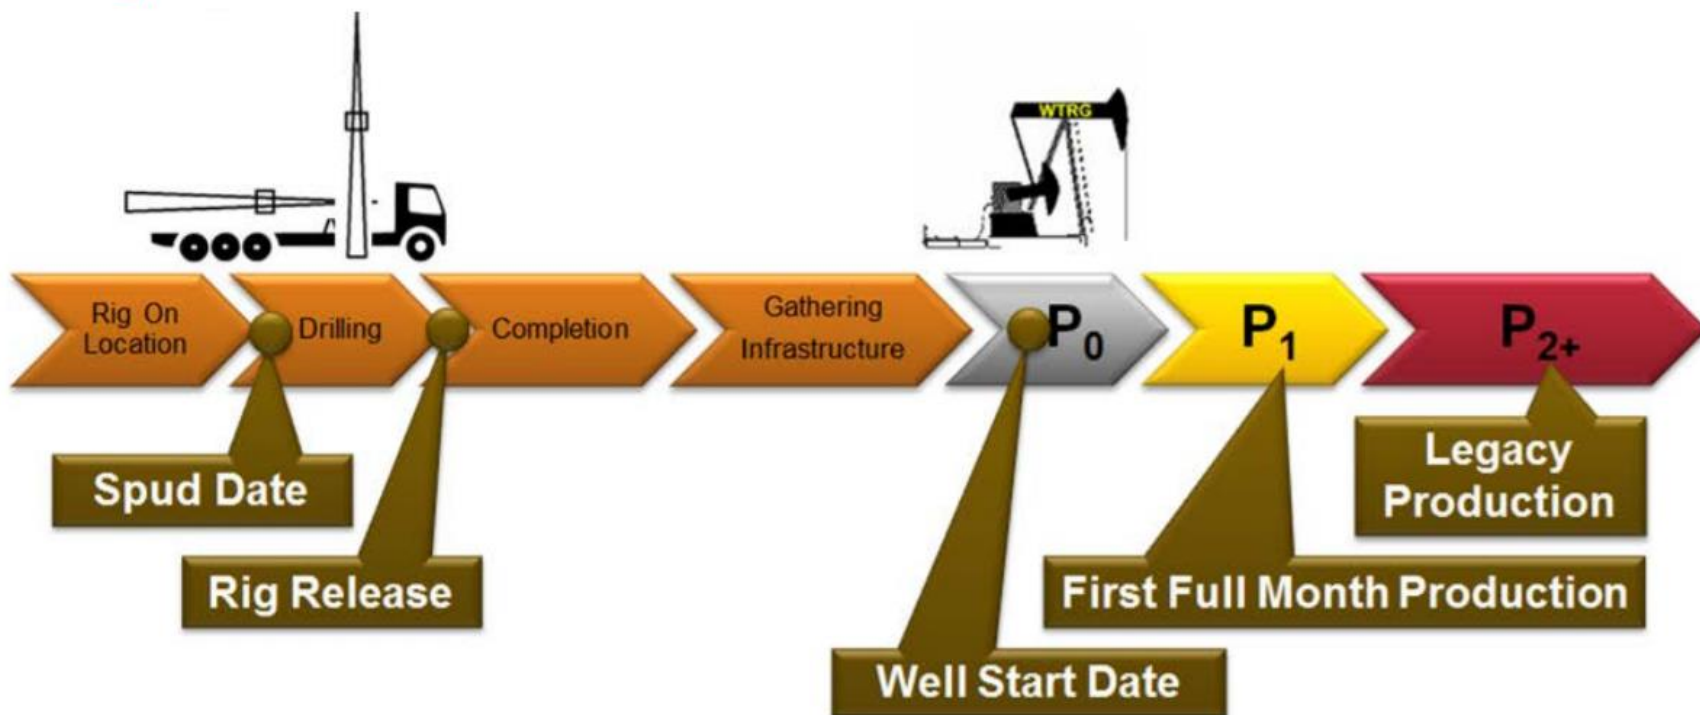 WTRG
Rig On
Location
Drilling
Completion
Gathering
Infrastructure
P0
P1
P2+
Spud Date
Rig Release
Well Start Date
First Full Month Production
Legacy
Production